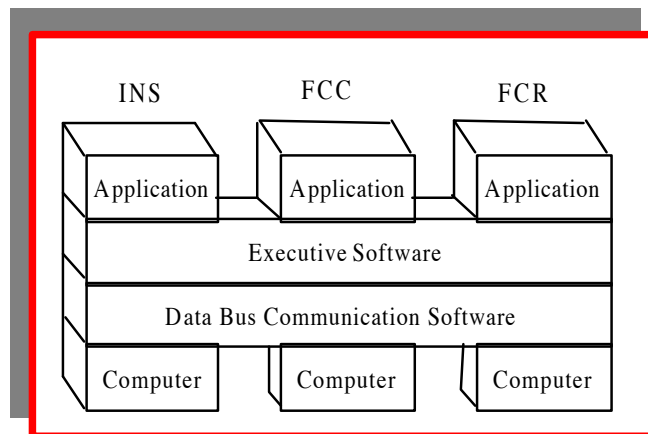 INS FCC FCR
Application Application Application
Executive Software
Data Bus Communication Software
Computer Computer Computer